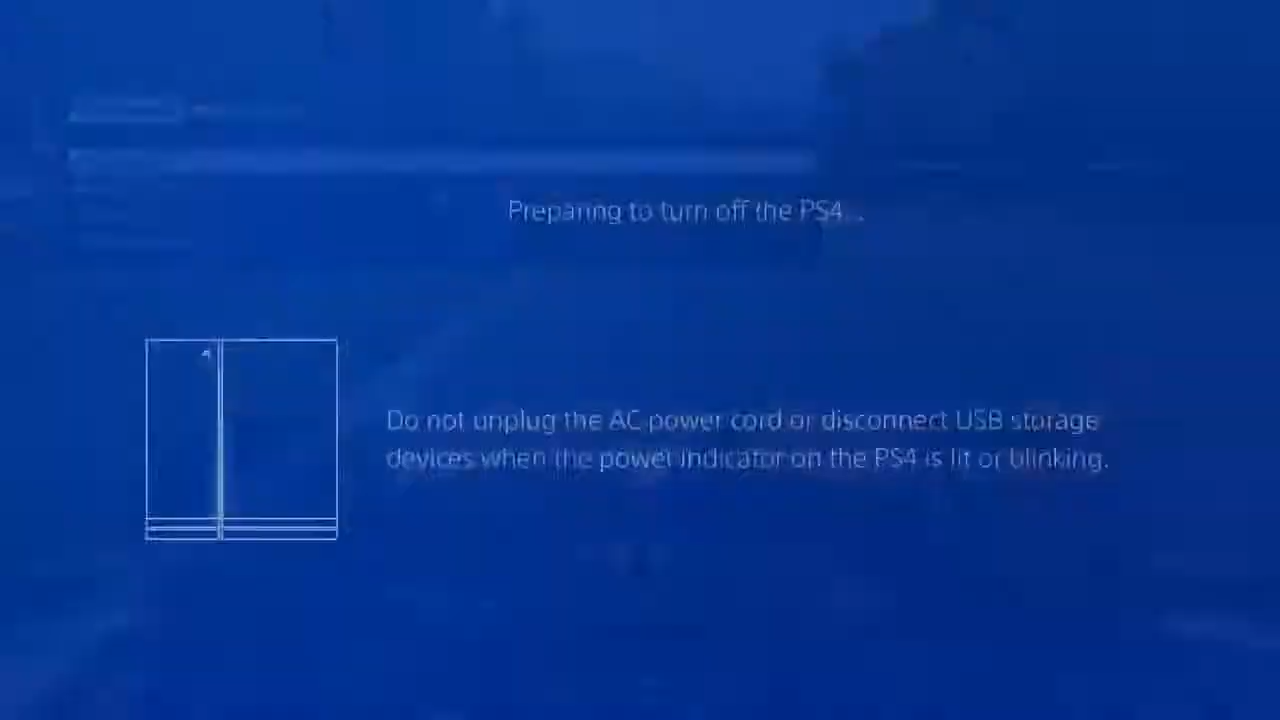 Preparing to turn off the PS4...
Do not unplug the AC power cord or disconnect USB storage
devices when the power indicator on the PS4 is lit or blinking.